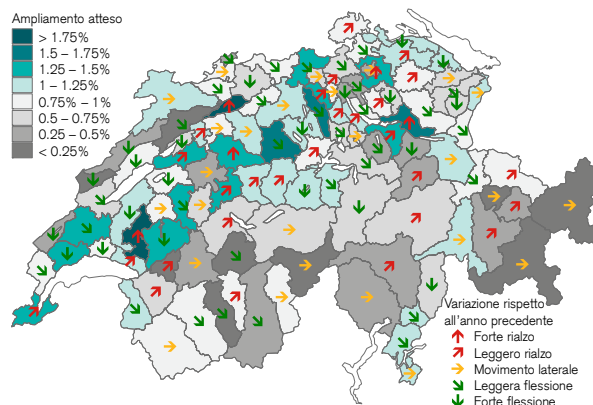 Ampliamento atteso
> 1.75%
1.5 – 1.75%
1.25 – 1.5%
1 – 1.25%
0.75% – 1%
0.5 – 0.75%
0.25 – 0.5%
< 0.25%
Variazione rispetto
all'anno precedente
Forte rialzo
Leggero rialzo
Movimento laterale
Leggera flessione
Forte flessione